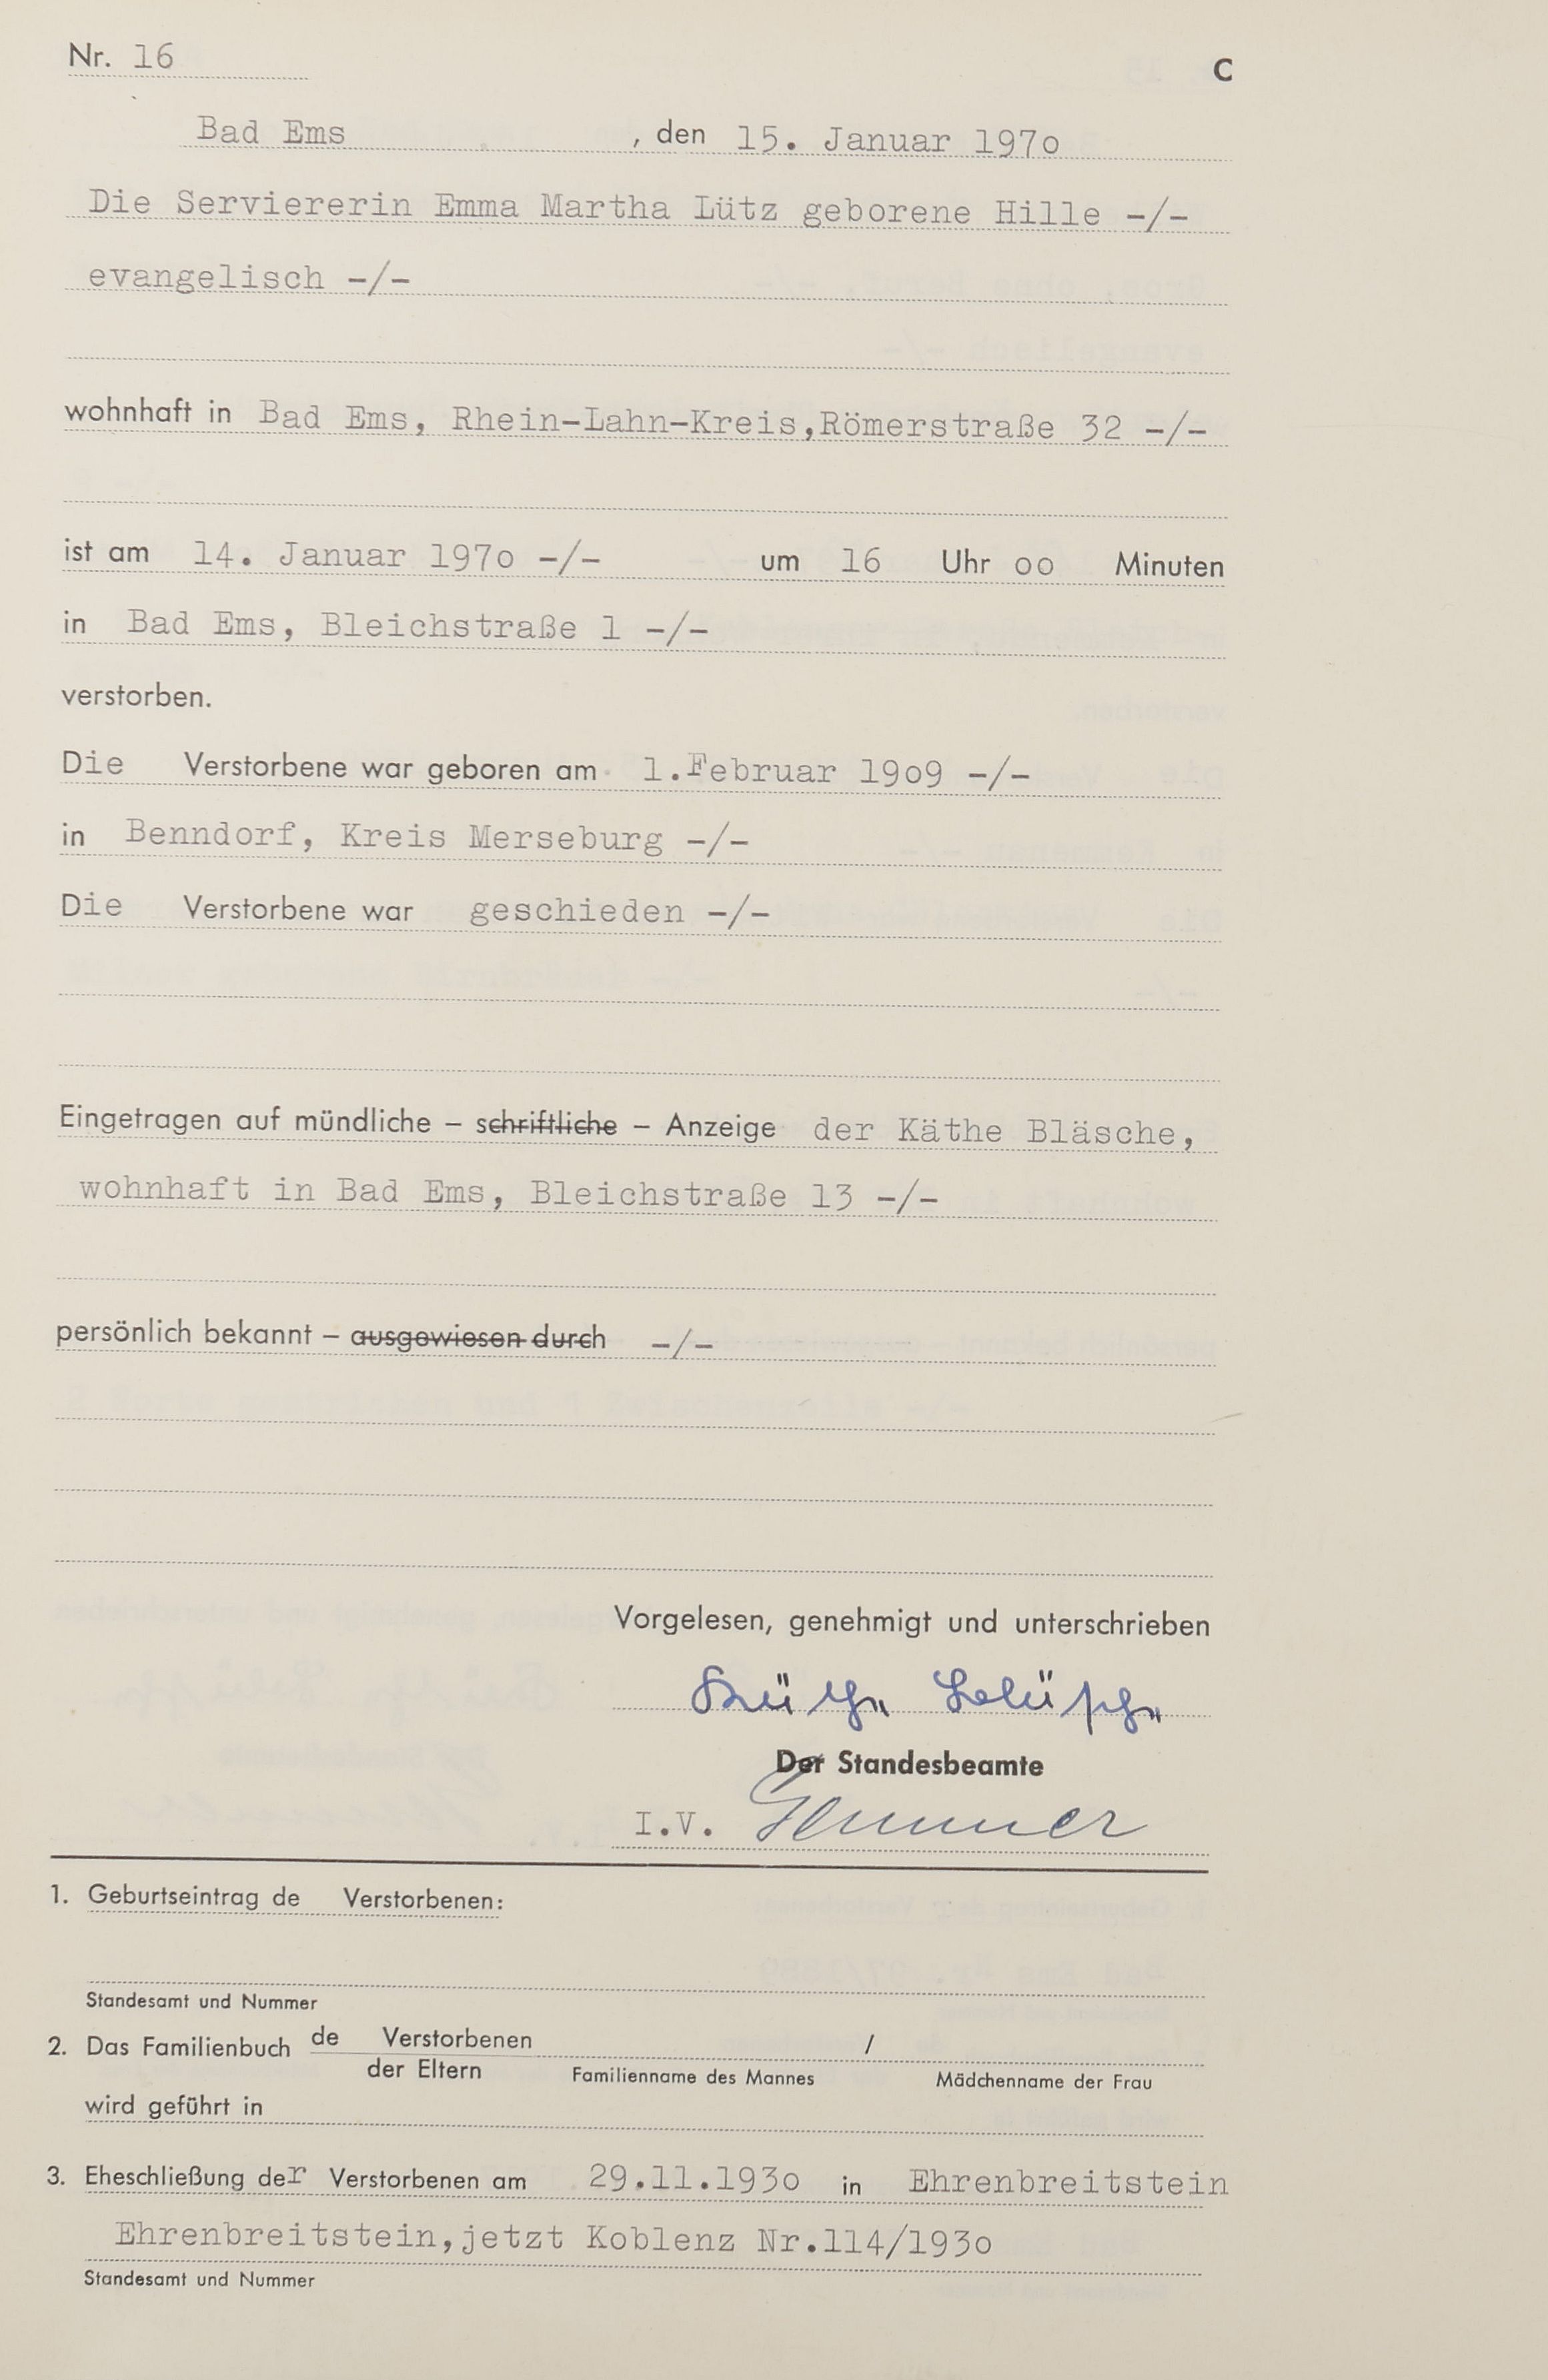 Nr. 16
C
Bad Ems , den 15. Januar 197o
Die Serviererin Emma Martha Lütz geborene Hille -/-
evangelisch -/-
wohnhaft in Bad Ems, Rhein-Lahn-Kreis,Römerstraße 32 -/-
ist am 14. Januar 197o -/- um 16 Uhr oo Minuten
in Bad Ems, Bleichstraße 1 -/-
verstorben.
Die Verstorbene war geboren am 1.Februar 19o9 -/-
in Benndorf, Kreis Merseburg -/-
Die Verstorbene war geschieden -/-
Eingetragen auf mündliche – schriftliche – Anzeige der Käthe Bläsche,
wohnhaft in Bad Ems, Bleichstraße 13 -/-
persönlich bekannt – ausgewiesen durch -/-
Vorgelesen, genehmigt und unterschrieben
Käthe Bläsche
Der Standesbeamte
I.V.
1. Geburtseintrag de Verstorbenen:
Standesamt und Nummer
2. Das Familienbuch de Verstorbenen /
der Eltern Familienname des Mannes Mädchenname der Frau
wird geführt in
3. Eheschließung der Verstorbenen am 29.11.193o in Ehrenbreitstein
Ehrenbreitstein,jetzt Koblenz Nr.114/193o
Standesamt und Nummer